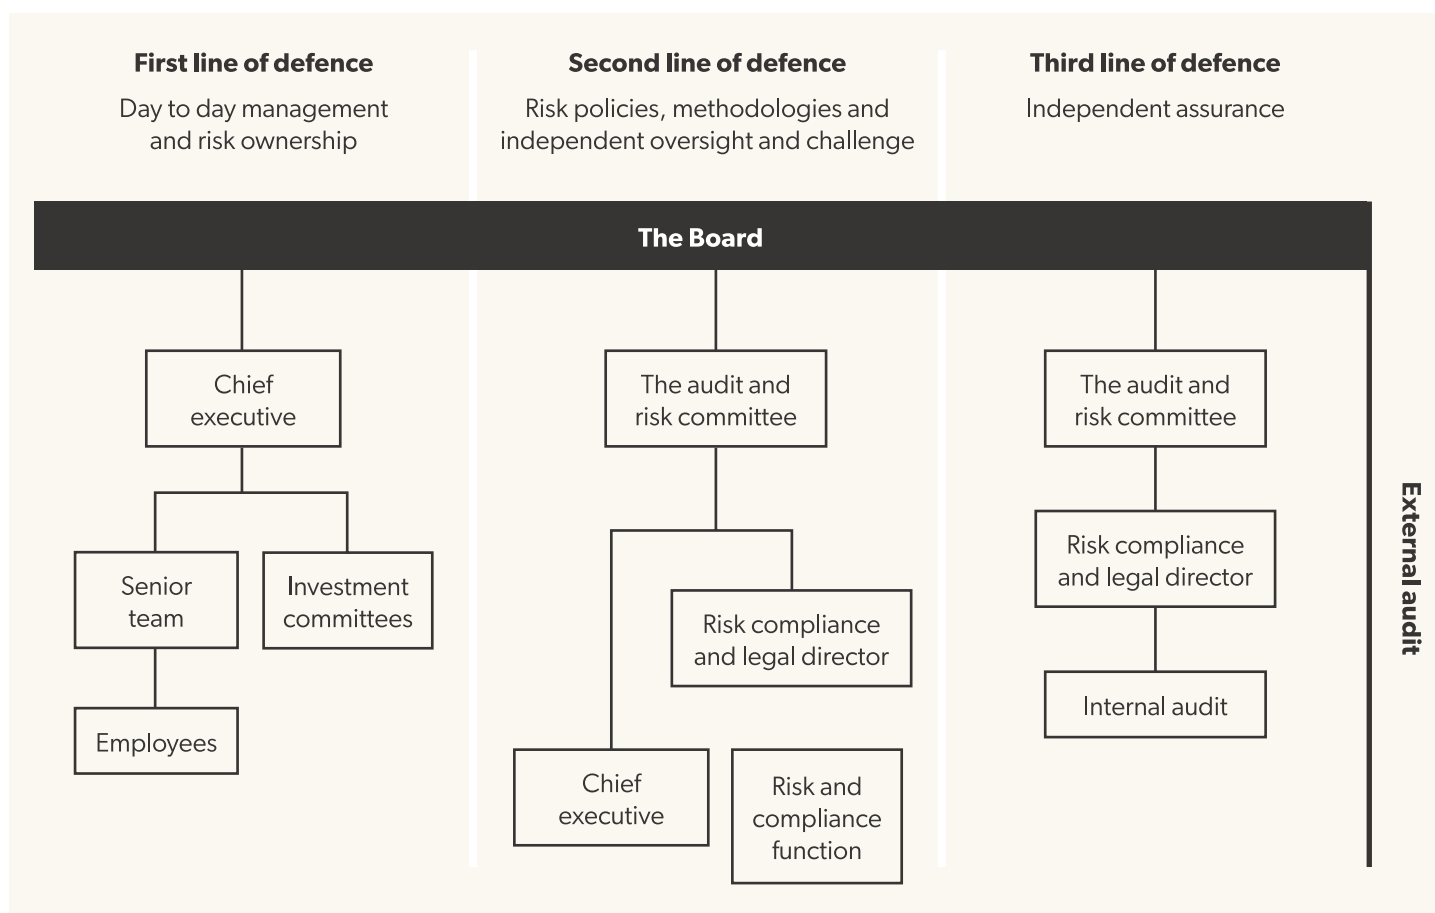 First line of defence
Day to day management
and risk ownership
Second line of defence
Risk policies, methodologies and
independent oversight and challenge
Third line of defence
Independent assurance
The Board
Chief
executive
Senior
team
Investment
committees
Employees
The audit and
risk committee
Risk compliance
and legal director
Chief
executive
Risk and
compliance
function
The audit and
risk committee
Risk compliance
and legal director
Internal audit
External audit